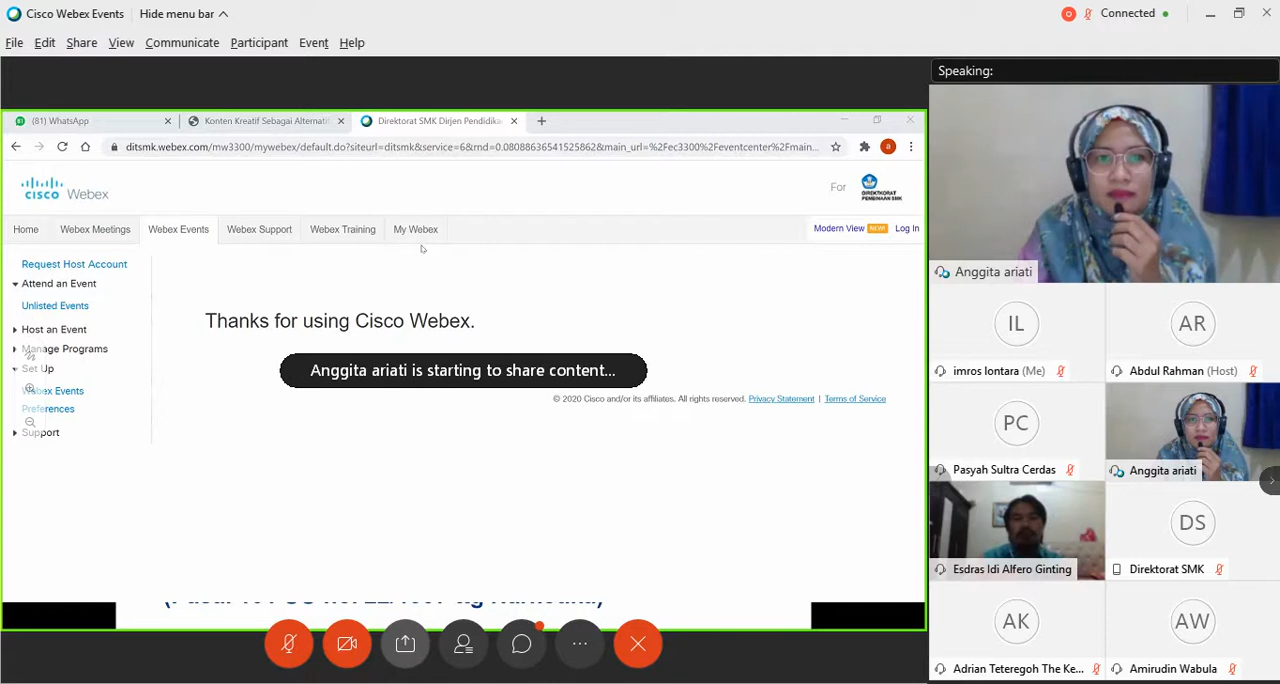 Cisco Webex Events
Hide menu bar
Connected
File Edit Share View Communicate Participant Event Help
Speaking:
(81) WhatsApp
Konten Kreatif Sebagai Alternati
Direktorat SMK Dirjen Pendidika
ditsmk.webex.com/mw3300/mywebex/default.do?siteurl=ditsmk&service=6&rnd=0.08088636541525862&main_url=%2Fec3300%2Feventcenter%2Fmain...
a
CISCO Webex
For
DIREKTORAT
PEMBINAAN SMK
Home Webex Meetings Webex Events Webex Support Webex Training My Webex
Modern View NEW! Log In
Request Host Account
Attend an Event
Unlisted Events
Host an Event
Manage Programs
Set Up
Webex Events
Preferences
Support
Thanks for using Cisco Webex.
Anggita ariati is starting to share content...
© 2020 Cisco and/or its affiliates. All rights reserved. Privacy Statement | Terms of Service
Anggita ariati
IL
imros lontara (Me)
AR
Abdul Rahman (Host)
PC
Pasyah Sultra Cerdas
Anggita ariati
Esdras Idi Alfero Ginting
DS
Direktorat SMK
AK
Adrian Teteregoh The Ke...
AW
Amirudin Wabula